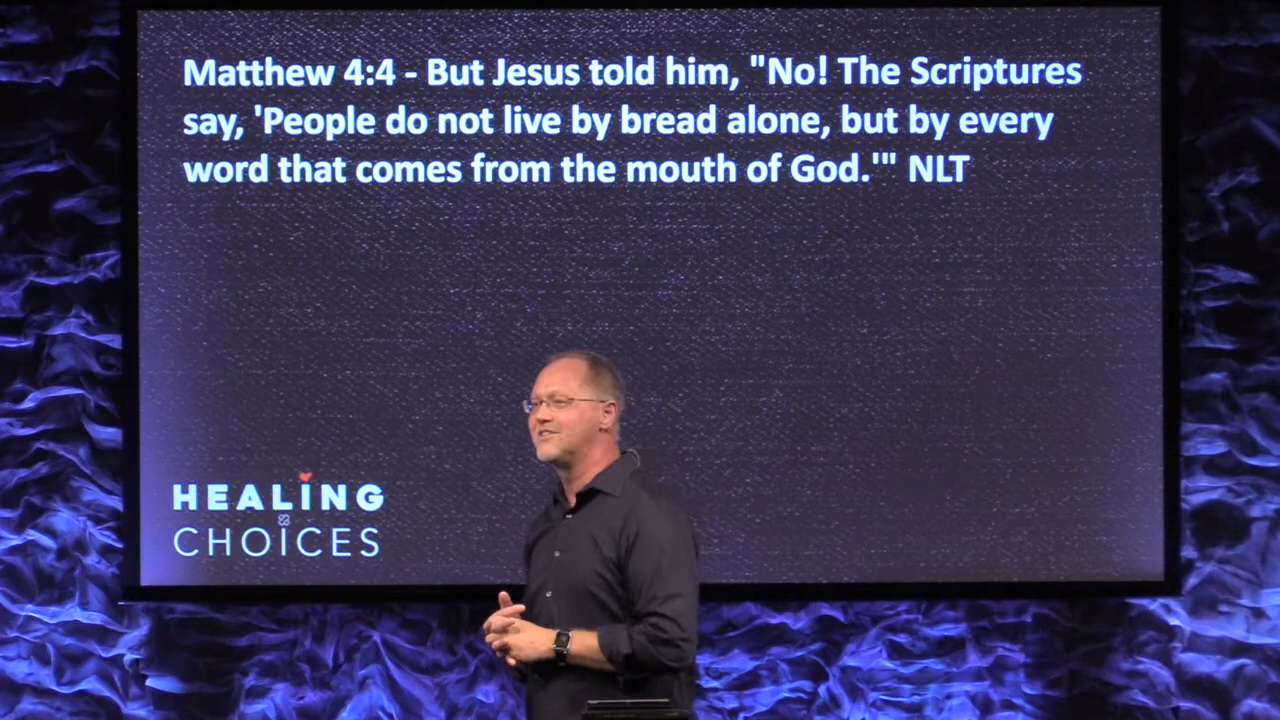 Matthew 4:4 - But Jesus told him, "No! The Scriptures
say, 'People do not live by bread alone, but by every
word that comes from the mouth of God.'" NLT
HEALING
CHOICES